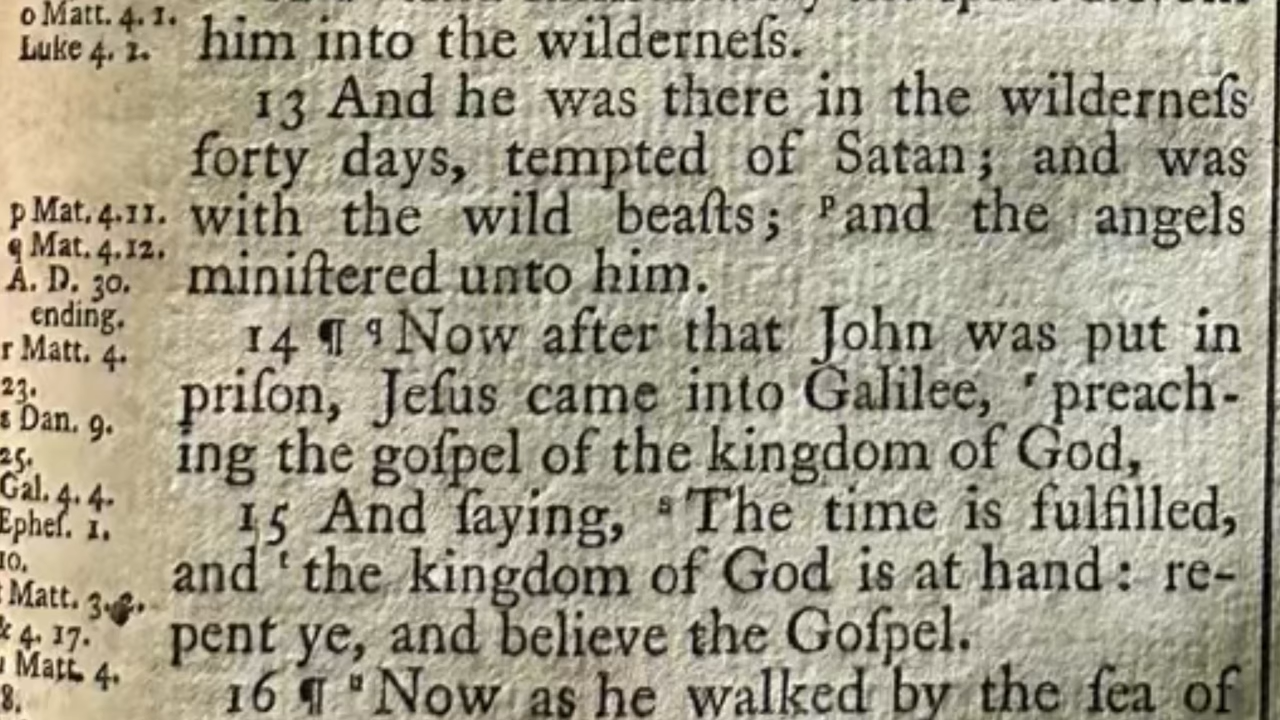 o Matt. 4. 1.
Luke 4. 1.
p Mat. 4.11.
q Mat. 4.12.
A. D. 30.
ending.
r Matt. 4.
23.
s Dan. 9.
25.
Gal. 4. 4.
Epheſ. 1.
10.
Matt. 3.
4. 17.
Matt. 4.
8.
him into the wilderneſs.
13 And he was there in the wilderneſs
forty days, tempted of Satan; and was
with the wild beaſts; ᵖand the angels
miniſtered unto him.
14 ¶ q Now after that John was put in
priſon, Jeſus came into Galilee, ʳ preach-
ing the goſpel of the kingdom of God,
15 And ſaying, ˢ The time is fulfilled,
and ᵗ the kingdom of God is at hand: re-
pent ye, and believe the Goſpel.
16 ¶ ᵘ Now as he walked by the ſea of